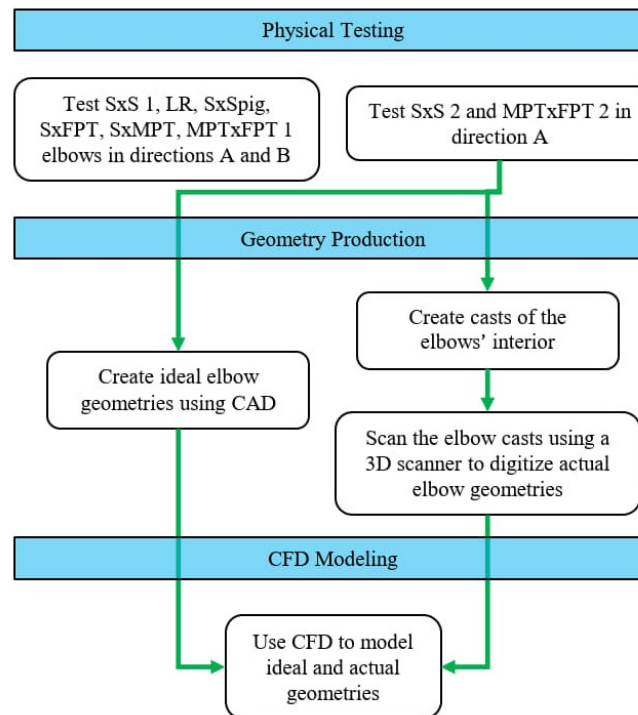 Physical Testing
Test SxS 1, LR, SxSpig,
SxFPT, SxMPT, MPTxFPT 1
elbows in directions A and B
Test SxS 2 and MPTxFPT 2 in
direction A
Geometry Production
Create casts of the
elbows’ interior
Create ideal elbow
geometries using CAD
Scan the elbow casts using a
3D scanner to digitize actual
elbow geometries
CFD Modeling
Use CFD to model
ideal and actual
geometries